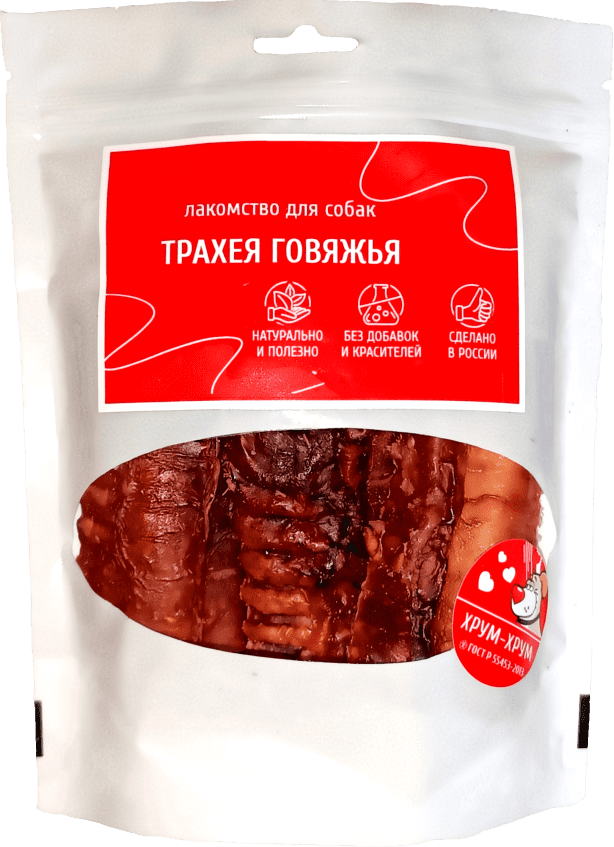 лакомство для собак
ТРАХЕЯ ГОВЯЖЬЯ
НАТУРАЛЬНО
И ПОЛЕЗНО
БЕЗ ДОБАВОК
И КРАСИТЕЛЕЙ
СДЕЛАНО
В РОССИИ
ХРУМ-ХРУМ
® ГОСТ Р 55453-2013